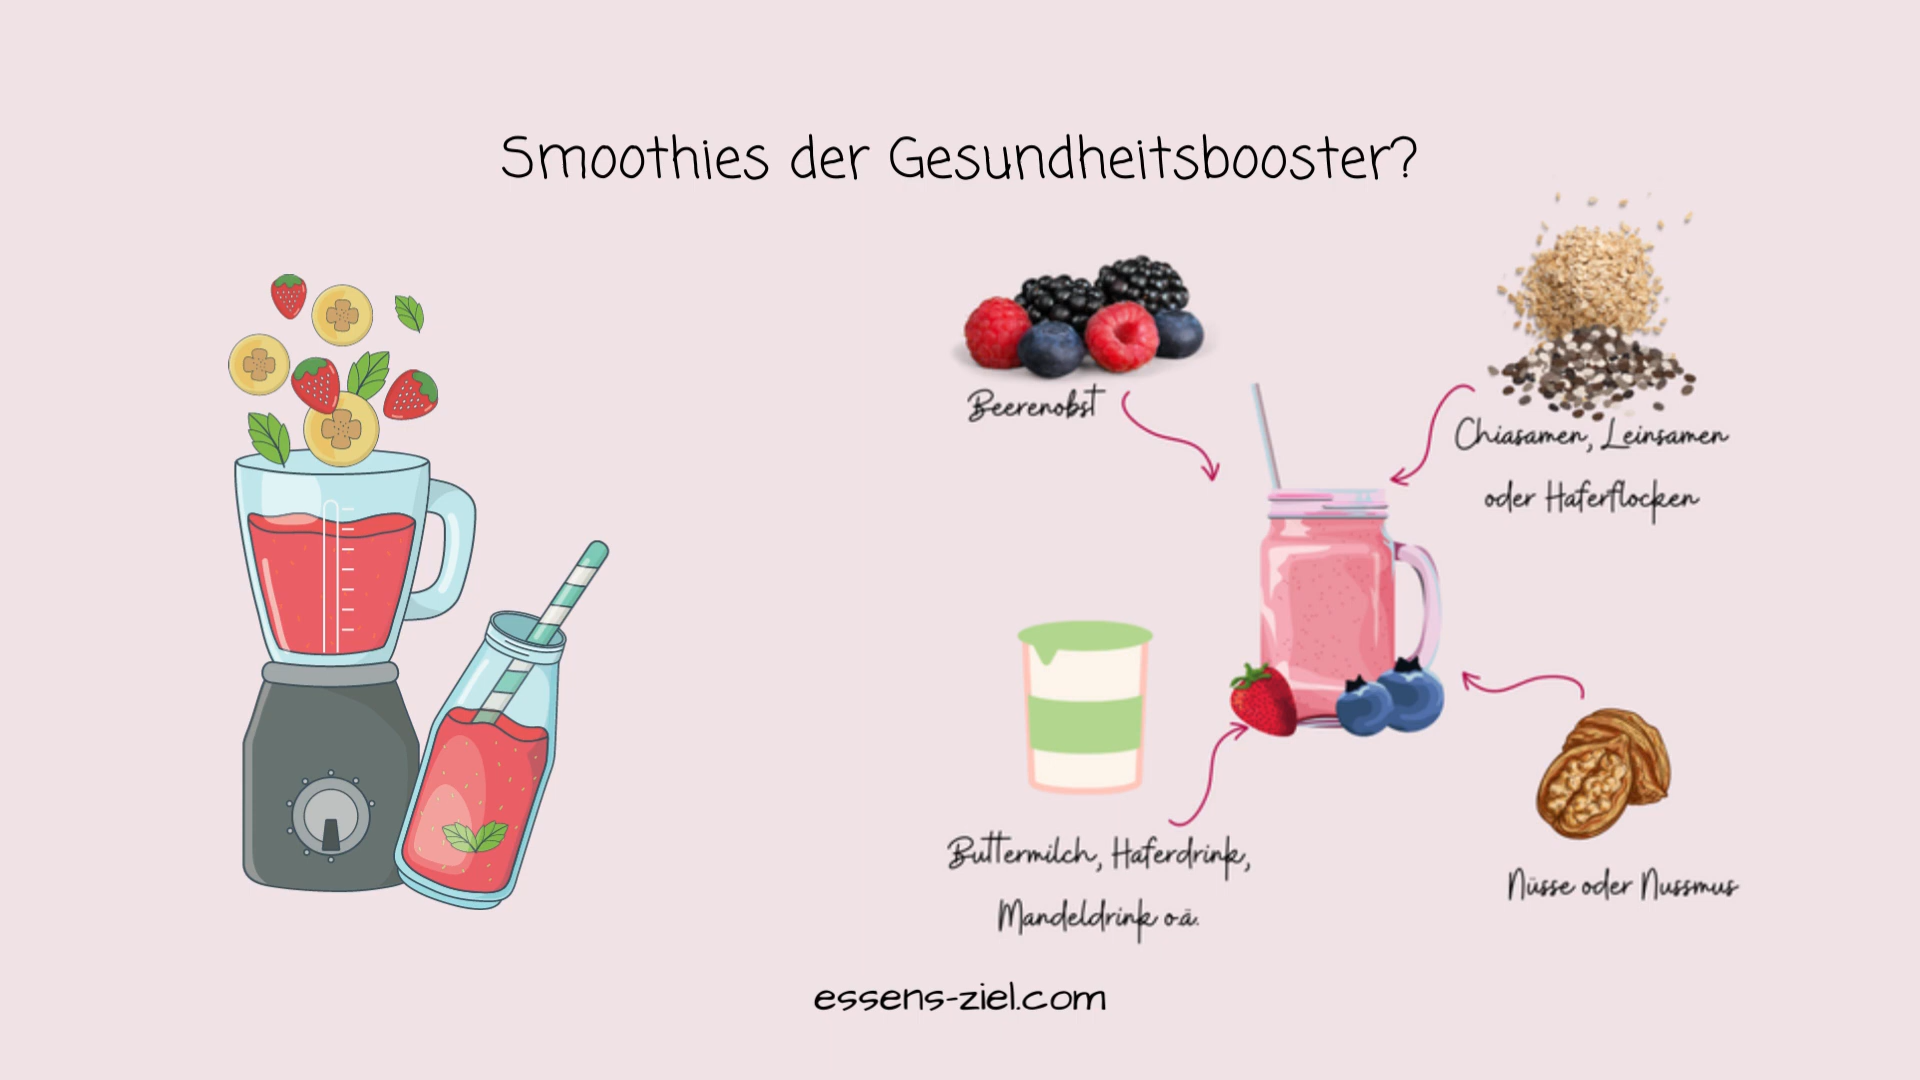 Smoothies der Gesundheitsbooster?
Beerenobst
Chiasamen, Leinsamen
oder Haferflocken
Buttermilch, Haferdrink,
Mandeldrink o.ä.
Nüsse oder Nussmus
essens-ziel.com